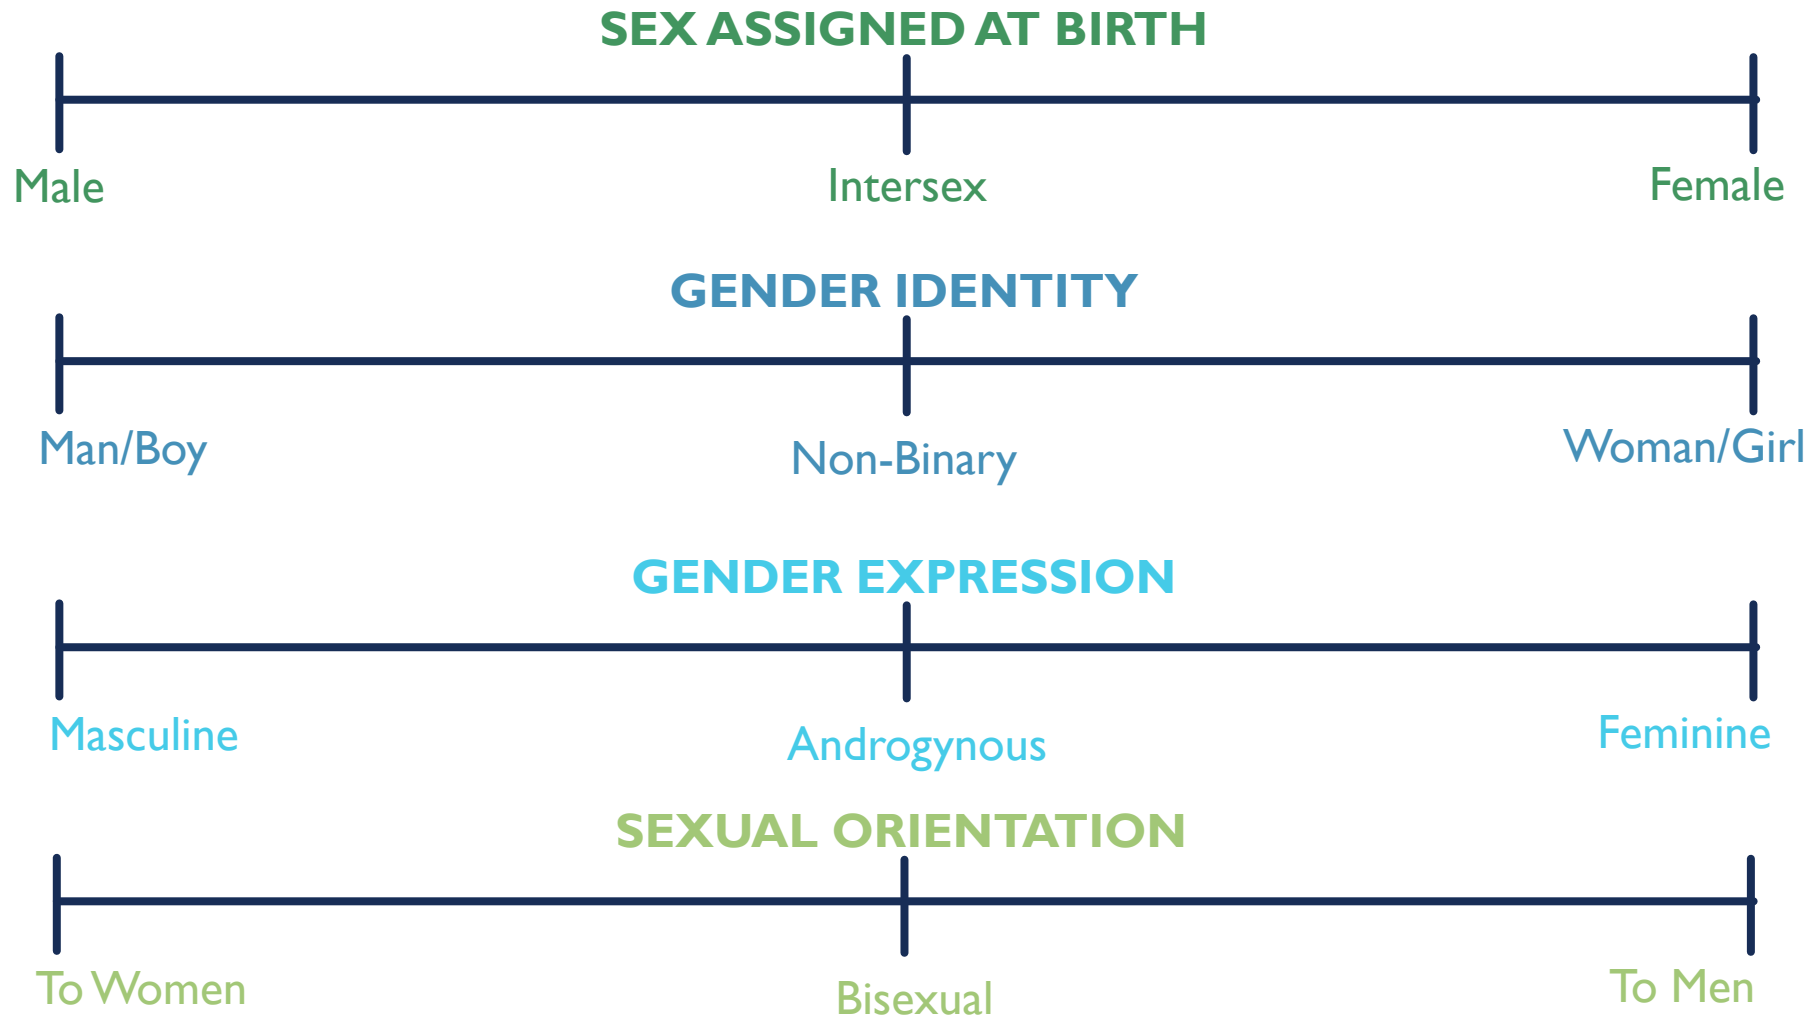 SEX ASSIGNED AT BIRTH
Male Intersex Female
GENDER IDENTITY
Man/Boy Non-Binary Woman/Girl
GENDER EXPRESSION
Masculine Androgynous Feminine
SEXUAL ORIENTATION
To Women Bisexual To Men